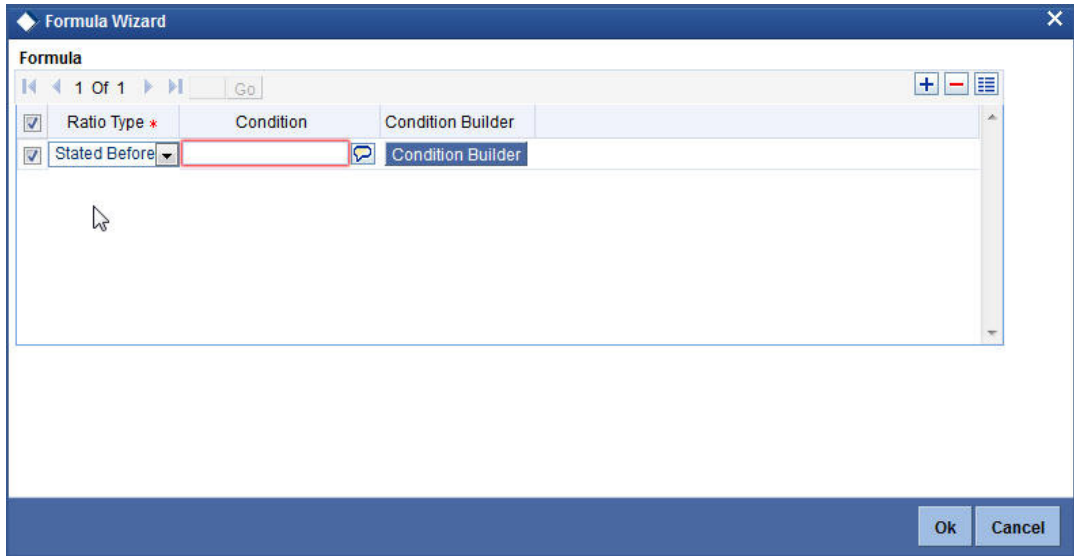 Formula Wizard
Formula
1 Of 1 Go
Ratio Type * Condition Condition Builder
Stated Before Condition Builder
Ok Cancel